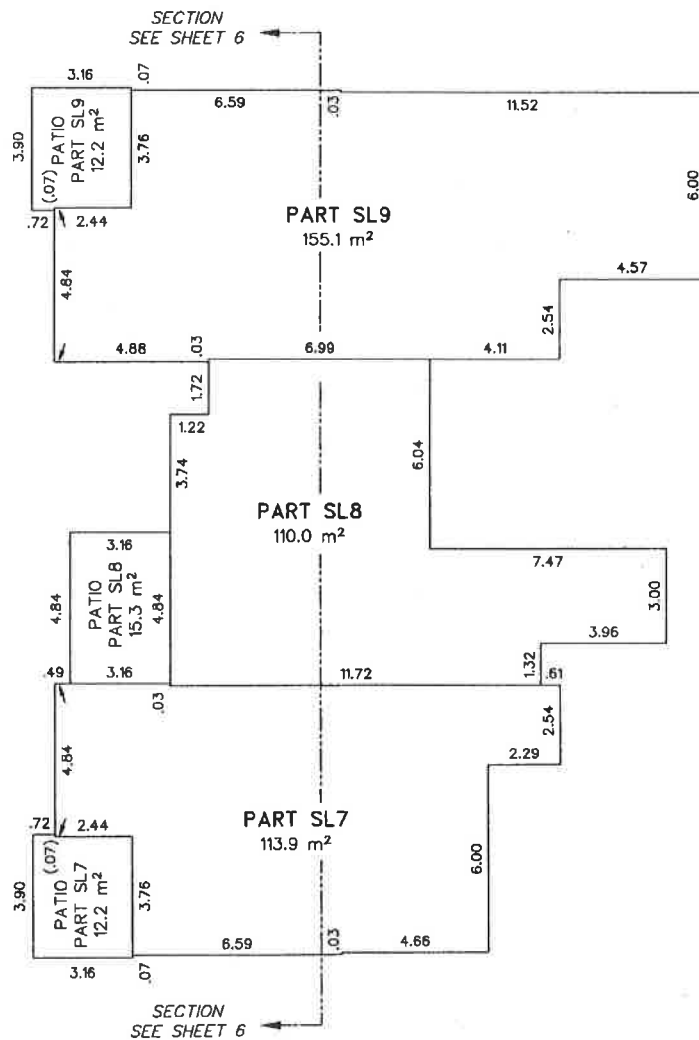 SECTION
SEE SHEET 6
3.16
.07
6.59
.03
11.52
3.90
PATIO
PART SL9
12.2 m²
3.76
6.00
(.07)
.72
2.44
PART SL9
155.1 m²
4.57
4.84
2.54
4.88
.03
6.99
4.11
1.72
1.22
3.74
6.04
PART SL8
110.0 m²
3.16
7.47
4.84
PATIO
PART SL8
15.3 m²
4.84
3.00
3.96
1.32
.49
3.16
.03
11.72
.61
2.54
4.84
2.29
PART SL7
113.9 m²
.72
2.44
(.07)
3.90
PATIO
PART SL7
12.2 m²
3.76
6.00
6.59
.03
4.66
3.16
.07
SECTION
SEE SHEET 6